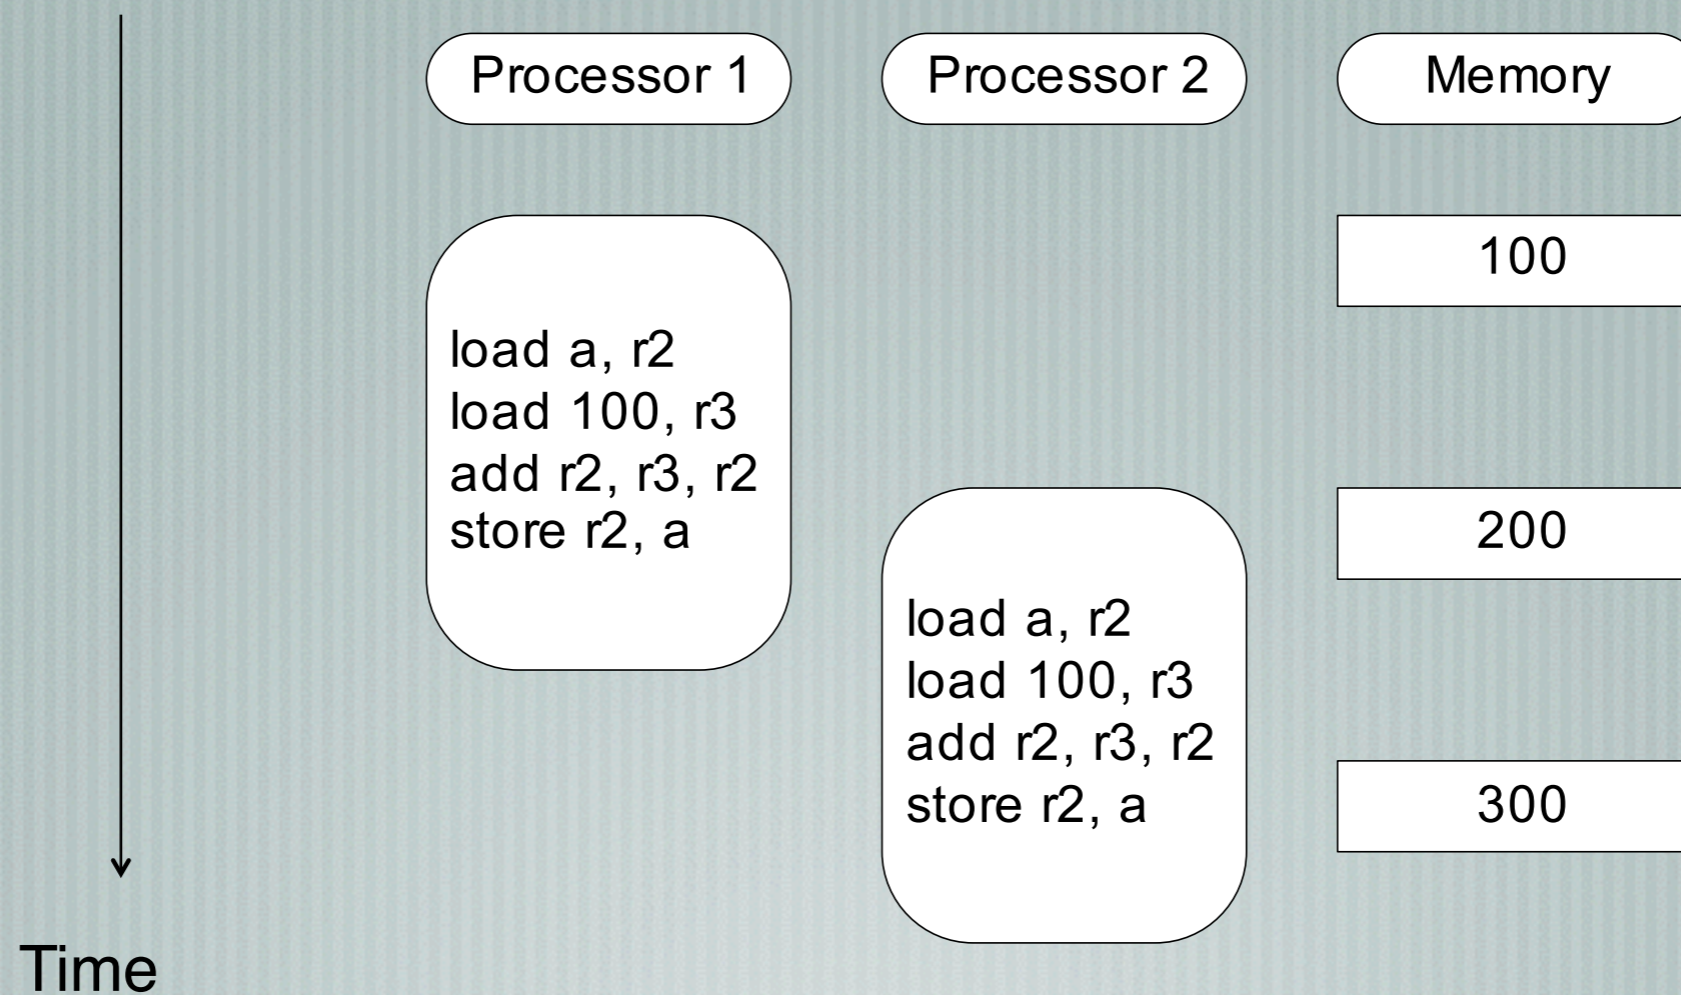 Processor 1
Processor 2
Memory
100
load a, r2
load 100, r3
add r2, r3, r2
store r2, a
200
load a, r2
load 100, r3
add r2, r3, r2
store r2, a
300
Time